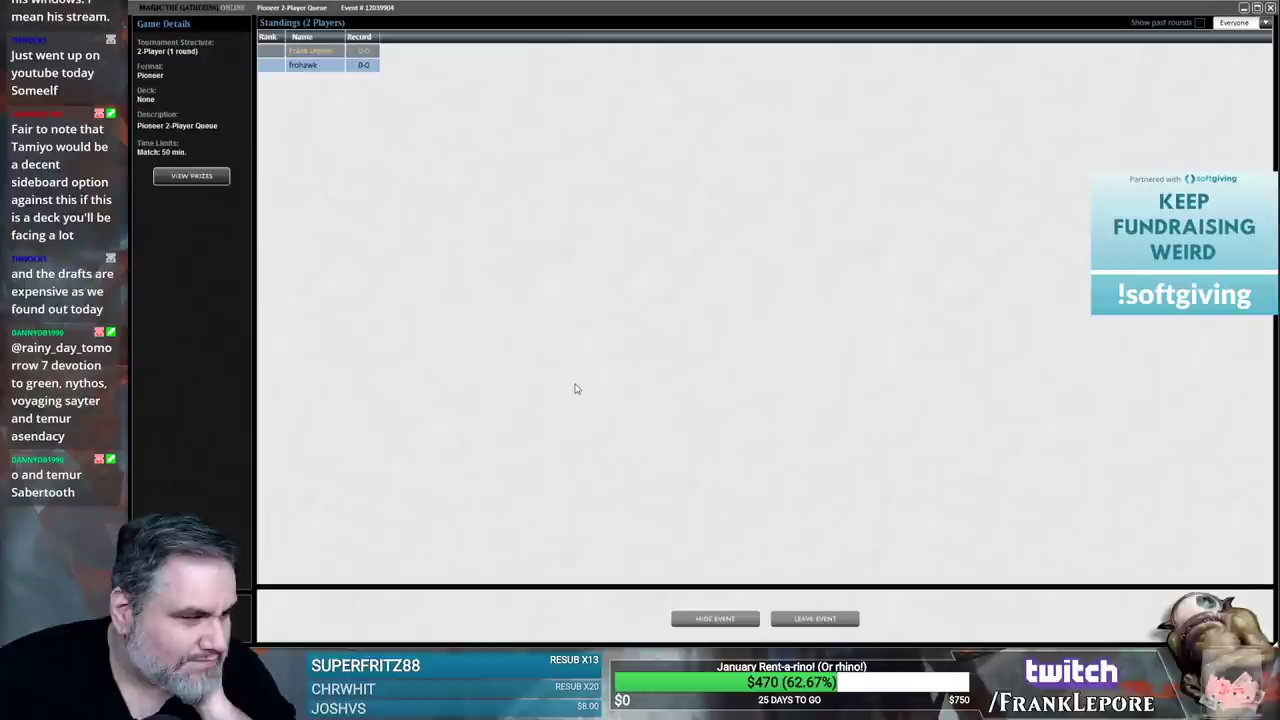 his windows. I
mean his stream.
Just went up on
youtube today
Someelf
Fair to note that
Tamiyo would be
a decent
sideboard option
against this if this
is a deck you'll be
facing a lot
and the drafts are
expensive as we
found out today
DANNYDB1990
@rainy_day_tomo
rrow 7 devotion
to green, nythos,
voyaging sayter
and temur
asendacy
DANNYDB1990
o and temur
Sabertooth
MAGIC THE GATHERING ONLINE
Pioneer 2-Player Queue
Event # 12039904
Game Details
Tournament Structure:
2-Player (1 round)
Format:
Pioneer
Deck:
None
Description:
Pioneer 2-Player Queue
Time Limits:
Match: 50 min.
VIEW PRIZES
Standings (2 Players)
Show past rounds
Everyone
Rank Name Record
Frank Lepore 0-0
frohawk 0-0
Partnered with softgiving
KEEP
FUNDRAISING
WEIRD
!softgiving
HIDE EVENT
LEAVE EVENT
SUPERFRITZ88 RESUB X13
CHRWHIT RESUB X20
JOSHVS $8.00
January Rent-a-rino! (Or rhino!)
$470 (62.67%)
$0 25 DAYS TO GO $750
twitch
/FRANKLEPORE